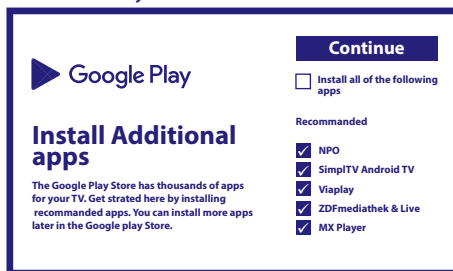 Google Play
Install Additional
apps
The Google Play Store has thousands of apps
for your TV. Get strated here by installing
recommanded apps. You can install more apps
later in the Google play Store.
Continue
Install all of the following
apps
Recommanded
NPO
SimplTV Android TV
Viaplay
ZDFmediathek & Live
MX Player